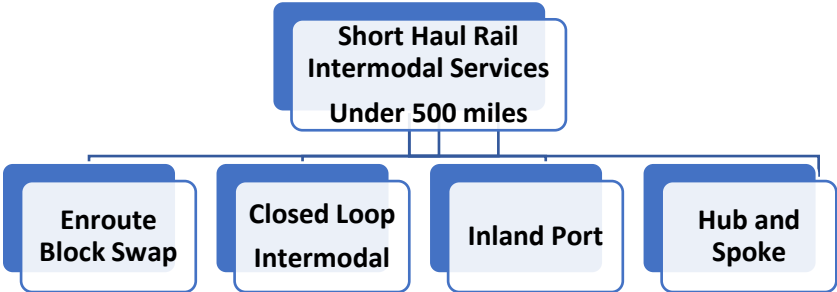 Short Haul Rail
Intermodal Services
Under 500 miles
Enroute
Block Swap
Closed Loop
Intermodal
Inland Port
Hub and
Spoke